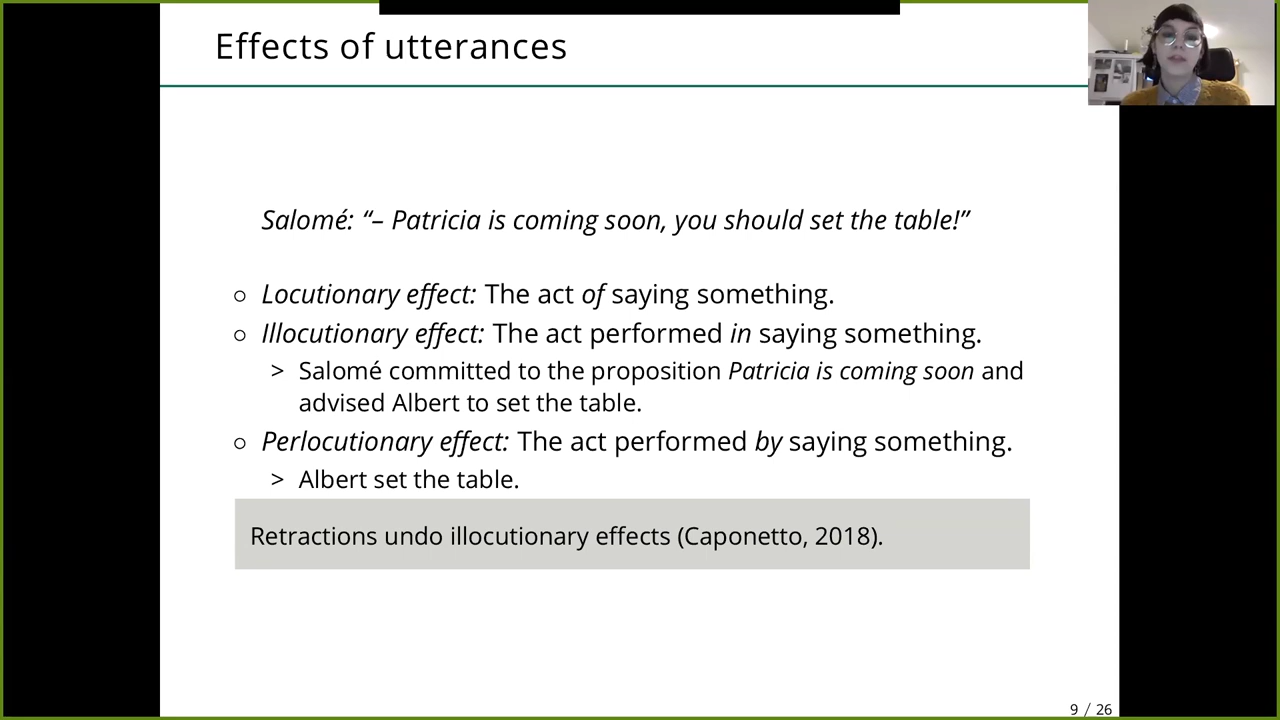 Effects of utterances
Salomé: “– Patricia is coming soon, you should set the table!”
○ Locutionary effect: The act of saying something.
○ Illocutionary effect: The act performed in saying something.
> Salomé committed to the proposition Patricia is coming soon and
advised Albert to set the table.
○ Perlocutionary effect: The act performed by saying something.
> Albert set the table.
Retractions undo illocutionary effects (Caponetto, 2018).
9 / 26